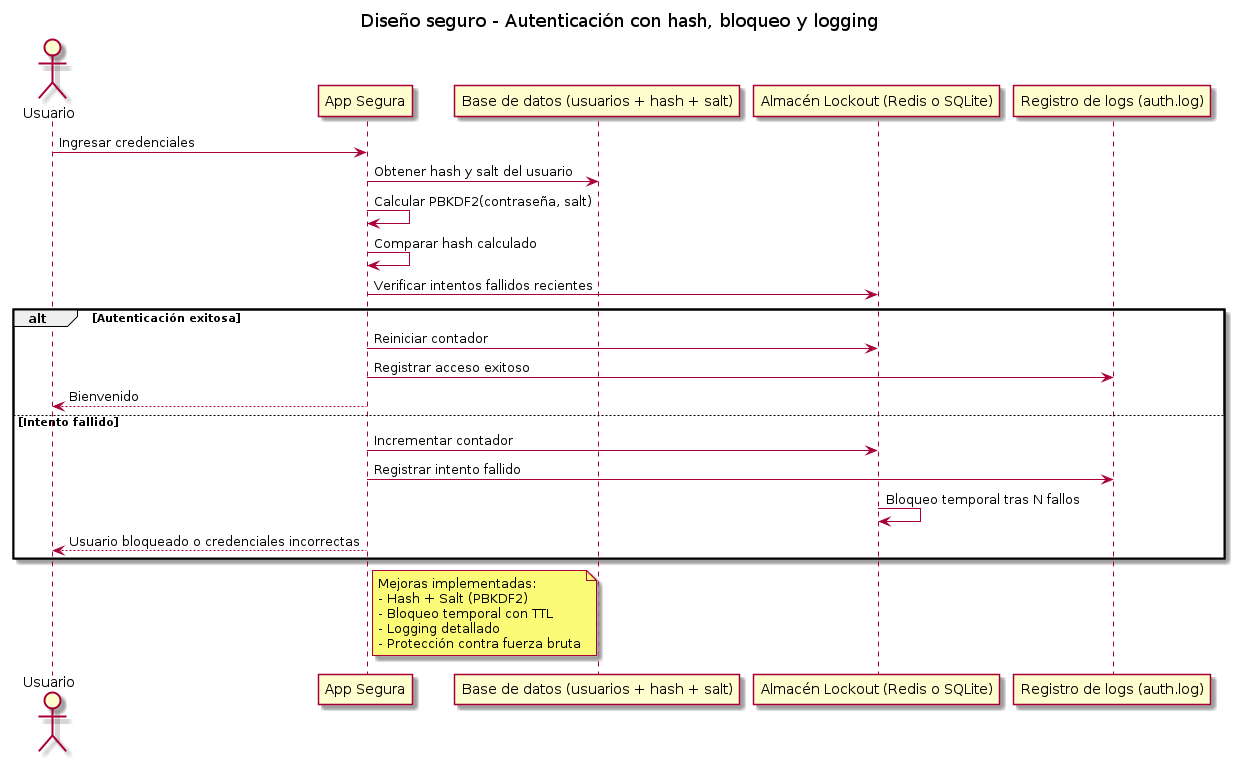 Diseño seguro - Autenticación con hash, bloqueo y logging
Usuario
App Segura
Base de datos (usuarios + hash + salt)
Almacén Lockout (Redis o SQLite)
Registro de logs (auth.log)
Ingresar credenciales
Obtener hash y salt del usuario
Calcular PBKDF2(contraseña, salt)
Comparar hash calculado
Verificar intentos fallidos recientes
alt
[Autenticación exitosa]
Reiniciar contador
Registrar acceso exitoso
Bienvenido
[Intento fallido]
Incrementar contador
Registrar intento fallido
Bloqueo temporal tras N fallos
Usuario bloqueado o credenciales incorrectas
Mejoras implementadas:
- Hash + Salt (PBKDF2)
- Bloqueo temporal con TTL
- Logging detallado
- Protección contra fuerza bruta
Usuario
App Segura
Base de datos (usuarios + hash + salt)
Almacén Lockout (Redis o SQLite)
Registro de logs (auth.log)